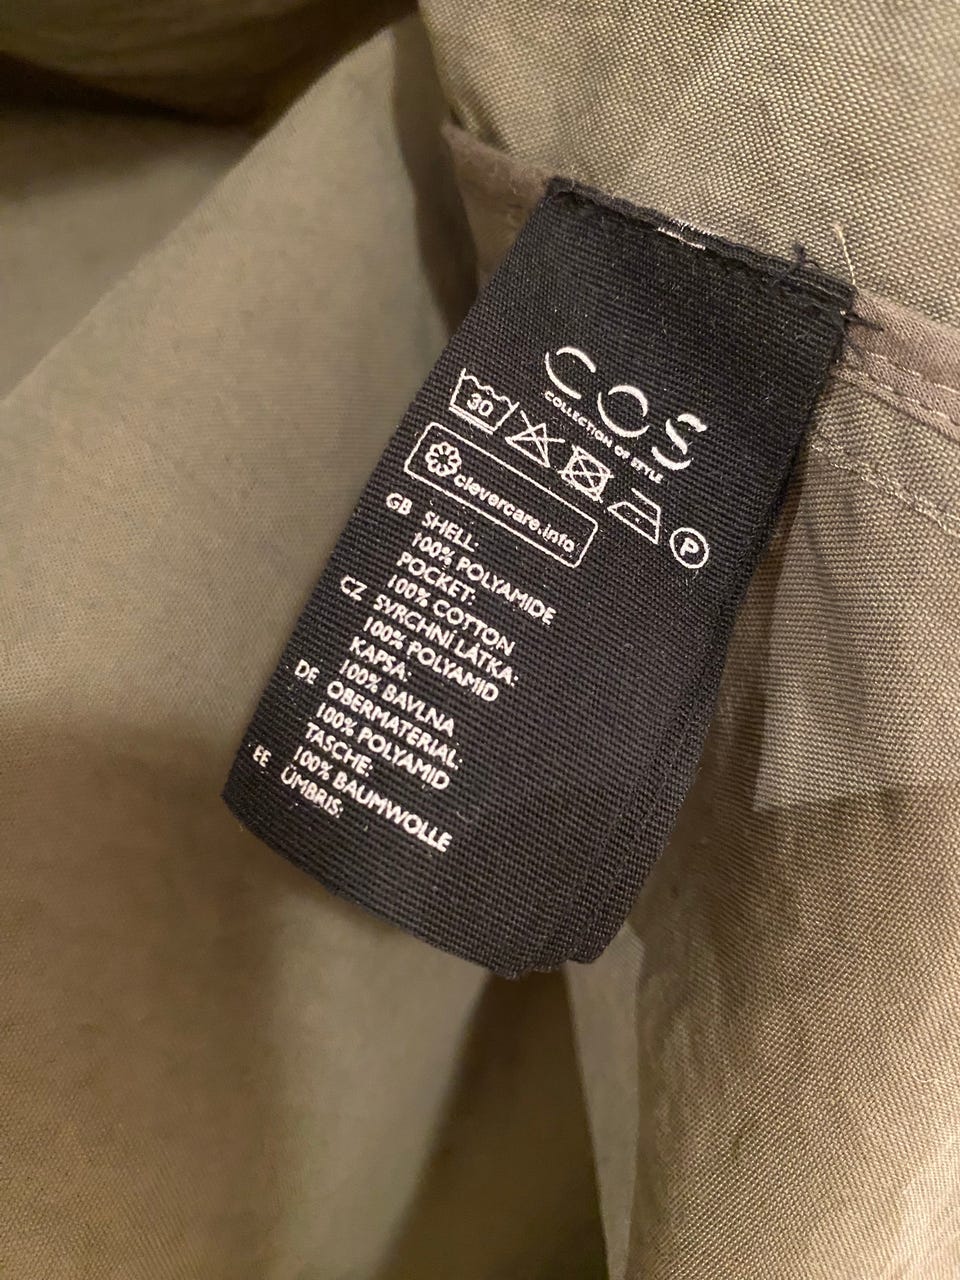 COS
COLLECTION OF STYLE
30
P
clevercare.info
GB SHELL:
100% POLYAMIDE
POCKET:
100% COTTON
CZ SVRCHNÍ LÁTKA:
100% POLYAMID
KAPSA:
100% BAVLNA
DE OBERMATERIAL:
100% POLYAMID
TASCHE:
100% BAUMWOLLE
EE ÜMBRIS: